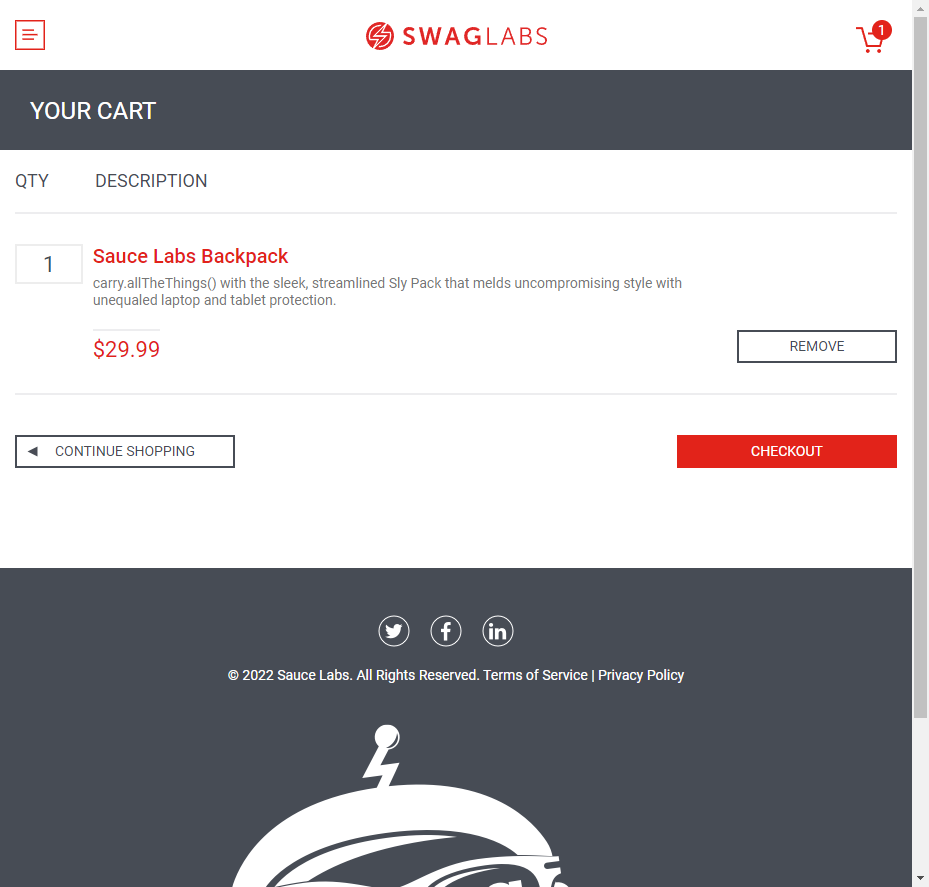 SWAGLABS
1
YOUR CART
QTY DESCRIPTION
1
Sauce Labs Backpack
carry.allTheThings() with the sleek, streamlined Sly Pack that melds uncompromising style with
unequaled laptop and tablet protection.
$29.99
REMOVE
CONTINUE SHOPPING
CHECKOUT
© 2022 Sauce Labs. All Rights Reserved. Terms of Service | Privacy Policy